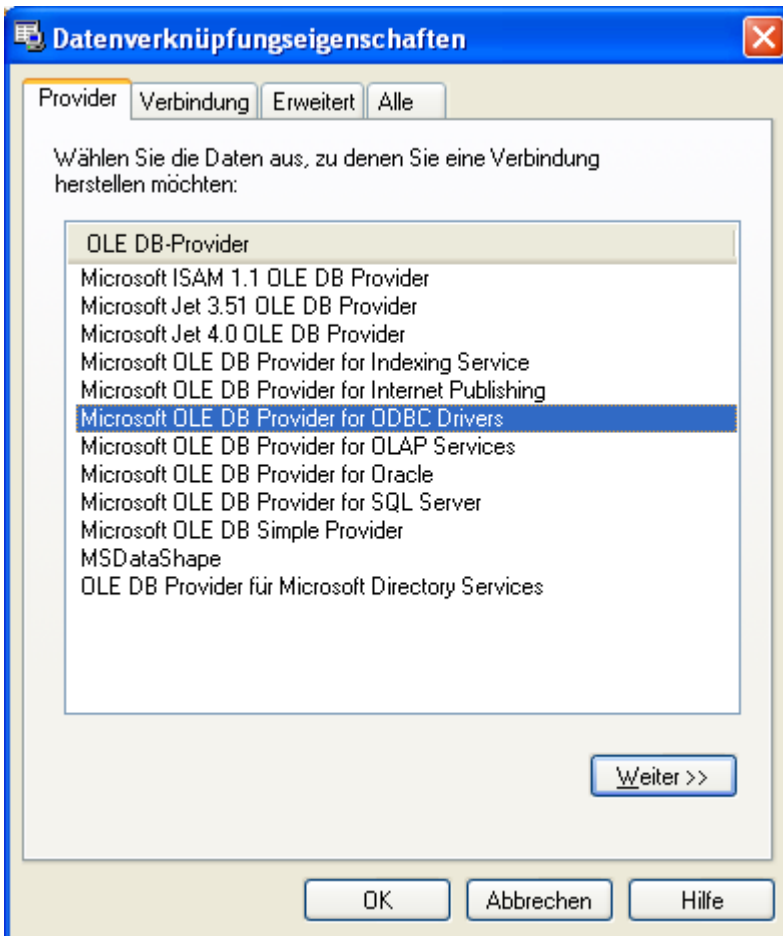 Datenverknüpfungseigenschaften
Provider Verbindung Erweitert Alle
Wählen Sie die Daten aus, zu denen Sie eine Verbindung
herstellen möchten:
OLE DB-Provider
Microsoft ISAM 1.1 OLE DB Provider
Microsoft Jet 3.51 OLE DB Provider
Microsoft Jet 4.0 OLE DB Provider
Microsoft OLE DB Provider for Indexing Service
Microsoft OLE DB Provider for Internet Publishing
Microsoft OLE DB Provider for ODBC Drivers
Microsoft OLE DB Provider for OLAP Services
Microsoft OLE DB Provider for Oracle
Microsoft OLE DB Provider for SQL Server
Microsoft OLE DB Simple Provider
MSDataShape
OLE DB Provider für Microsoft Directory Services
Weiter >>
OK Abbrechen Hilfe